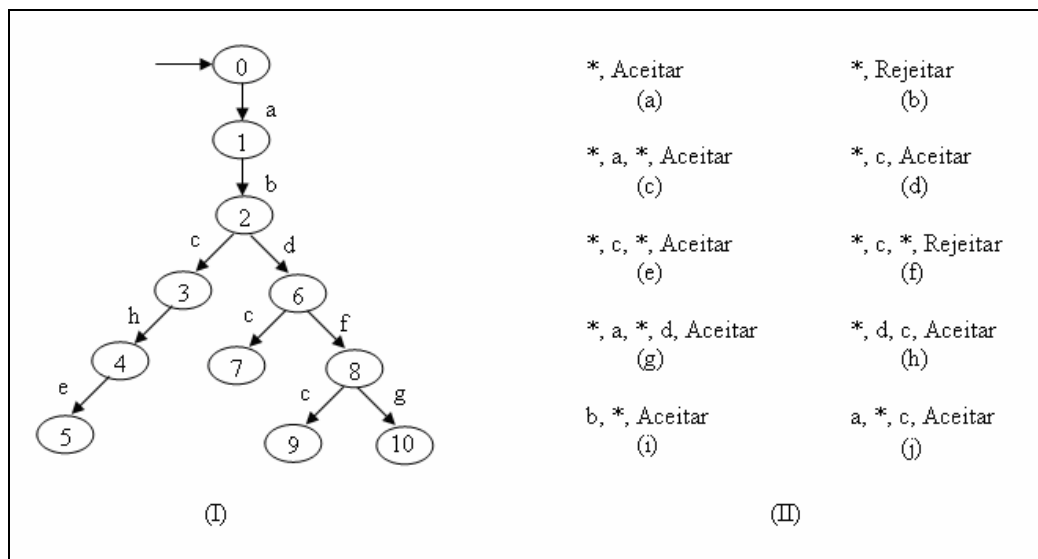 0
a
1
b
2
c
d
3
6
h
c
f
4
7
8
e
c
g
5
9
10
(I)
*, Aceitar
(a)
*, Rejeitar
(b)
*, a, *, Aceitar
(c)
*, c, Aceitar
(d)
*, c, *, Aceitar
(e)
*, c, *, Rejeitar
(f)
*, a, *, d, Aceitar
(g)
*, d, c, Aceitar
(h)
b, *, Aceitar
(i)
a, *, c, Aceitar
(j)
(II)